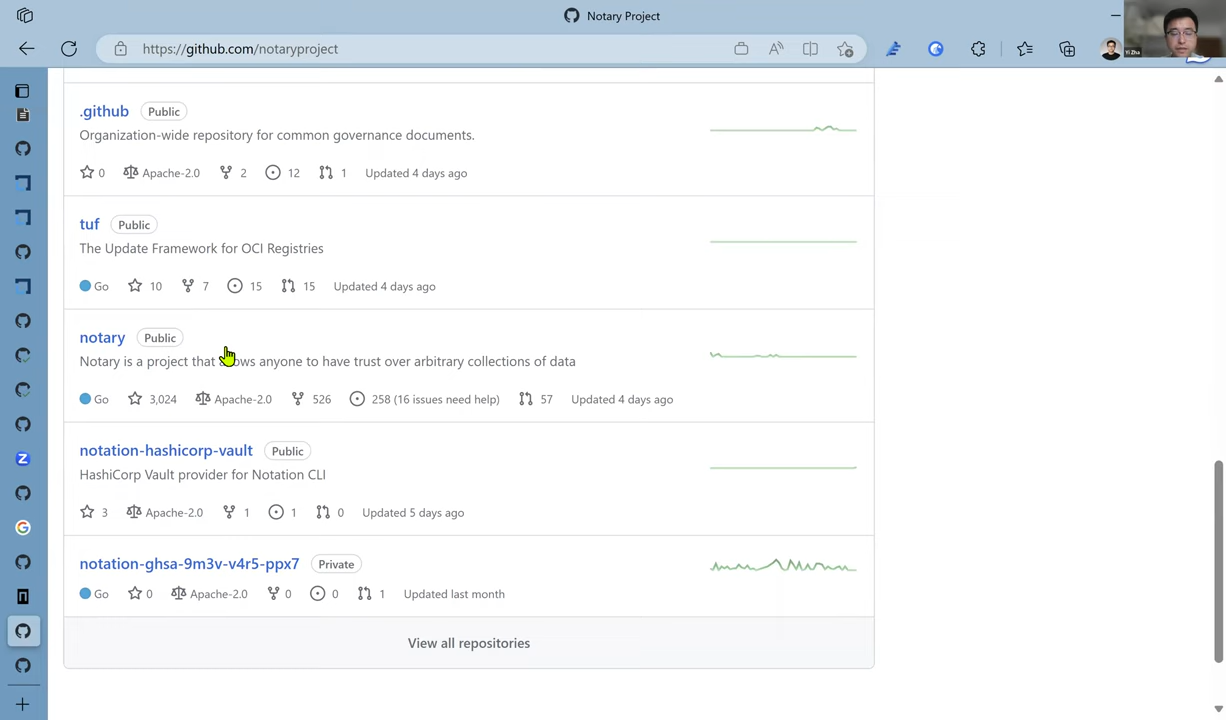 Notary Project
https://github.com/notaryproject
Yi Zha
.github Public
Organization-wide repository for common governance documents.
0 Apache-2.0 2 12 1 Updated 4 days ago
tuf Public
The Update Framework for OCI Registries
Go 10 7 15 15 Updated 4 days ago
notary Public
Notary is a project that allows anyone to have trust over arbitrary collections of data
Go 3,024 Apache-2.0 526 258 (16 issues need help) 57 Updated 4 days ago
notation-hashicorp-vault Public
HashiCorp Vault provider for Notation CLI
3 Apache-2.0 1 1 0 Updated 5 days ago
notation-ghsa-9m3v-v4r5-ppx7 Private
Go 0 Apache-2.0 0 0 1 Updated last month
View all repositories